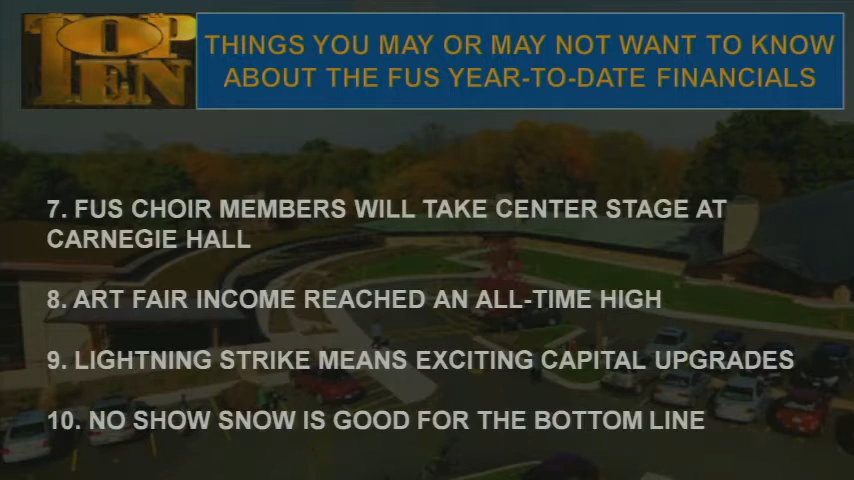 TOP
TEN
THINGS YOU MAY OR MAY NOT WANT TO KNOW
ABOUT THE FUS YEAR-TO-DATE FINANCIALS
7. FUS CHOIR MEMBERS WILL TAKE CENTER STAGE AT
CARNEGIE HALL
8. ART FAIR INCOME REACHED AN ALL-TIME HIGH
9. LIGHTNING STRIKE MEANS EXCITING CAPITAL UPGRADES
10. NO SHOW SNOW IS GOOD FOR THE BOTTOM LINE